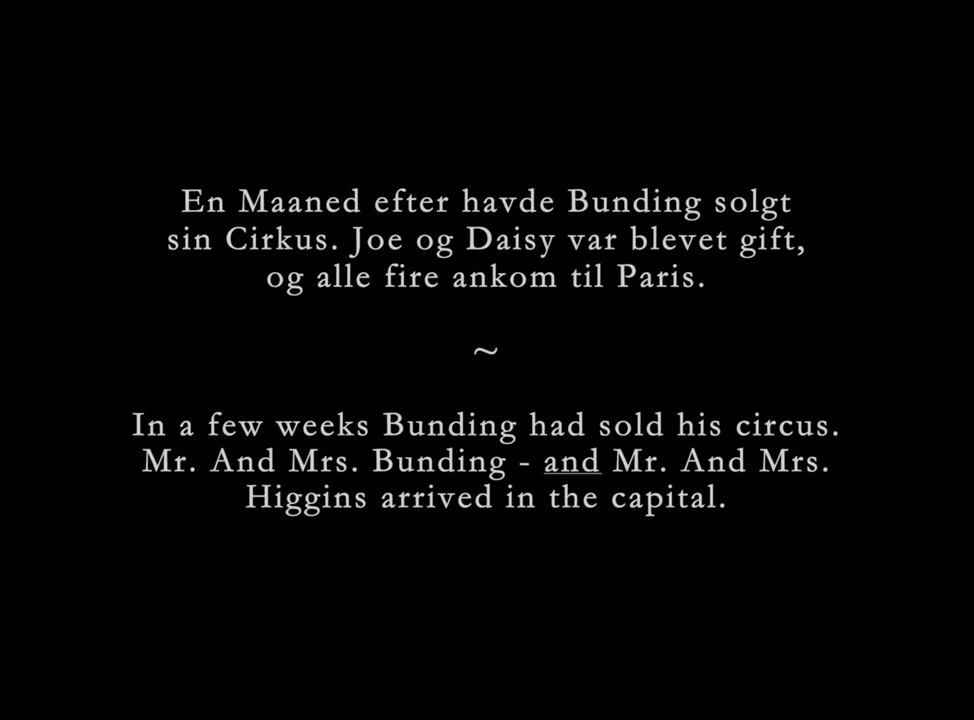 En Maaned efter havde Bunding solgt
sin Cirkus. Joe og Daisy var blevet gift,
og alle fire ankom til Paris.
~
In a few weeks Bunding had sold his circus.
Mr. And Mrs. Bunding - and Mr. And Mrs.
Higgins arrived in the capital.